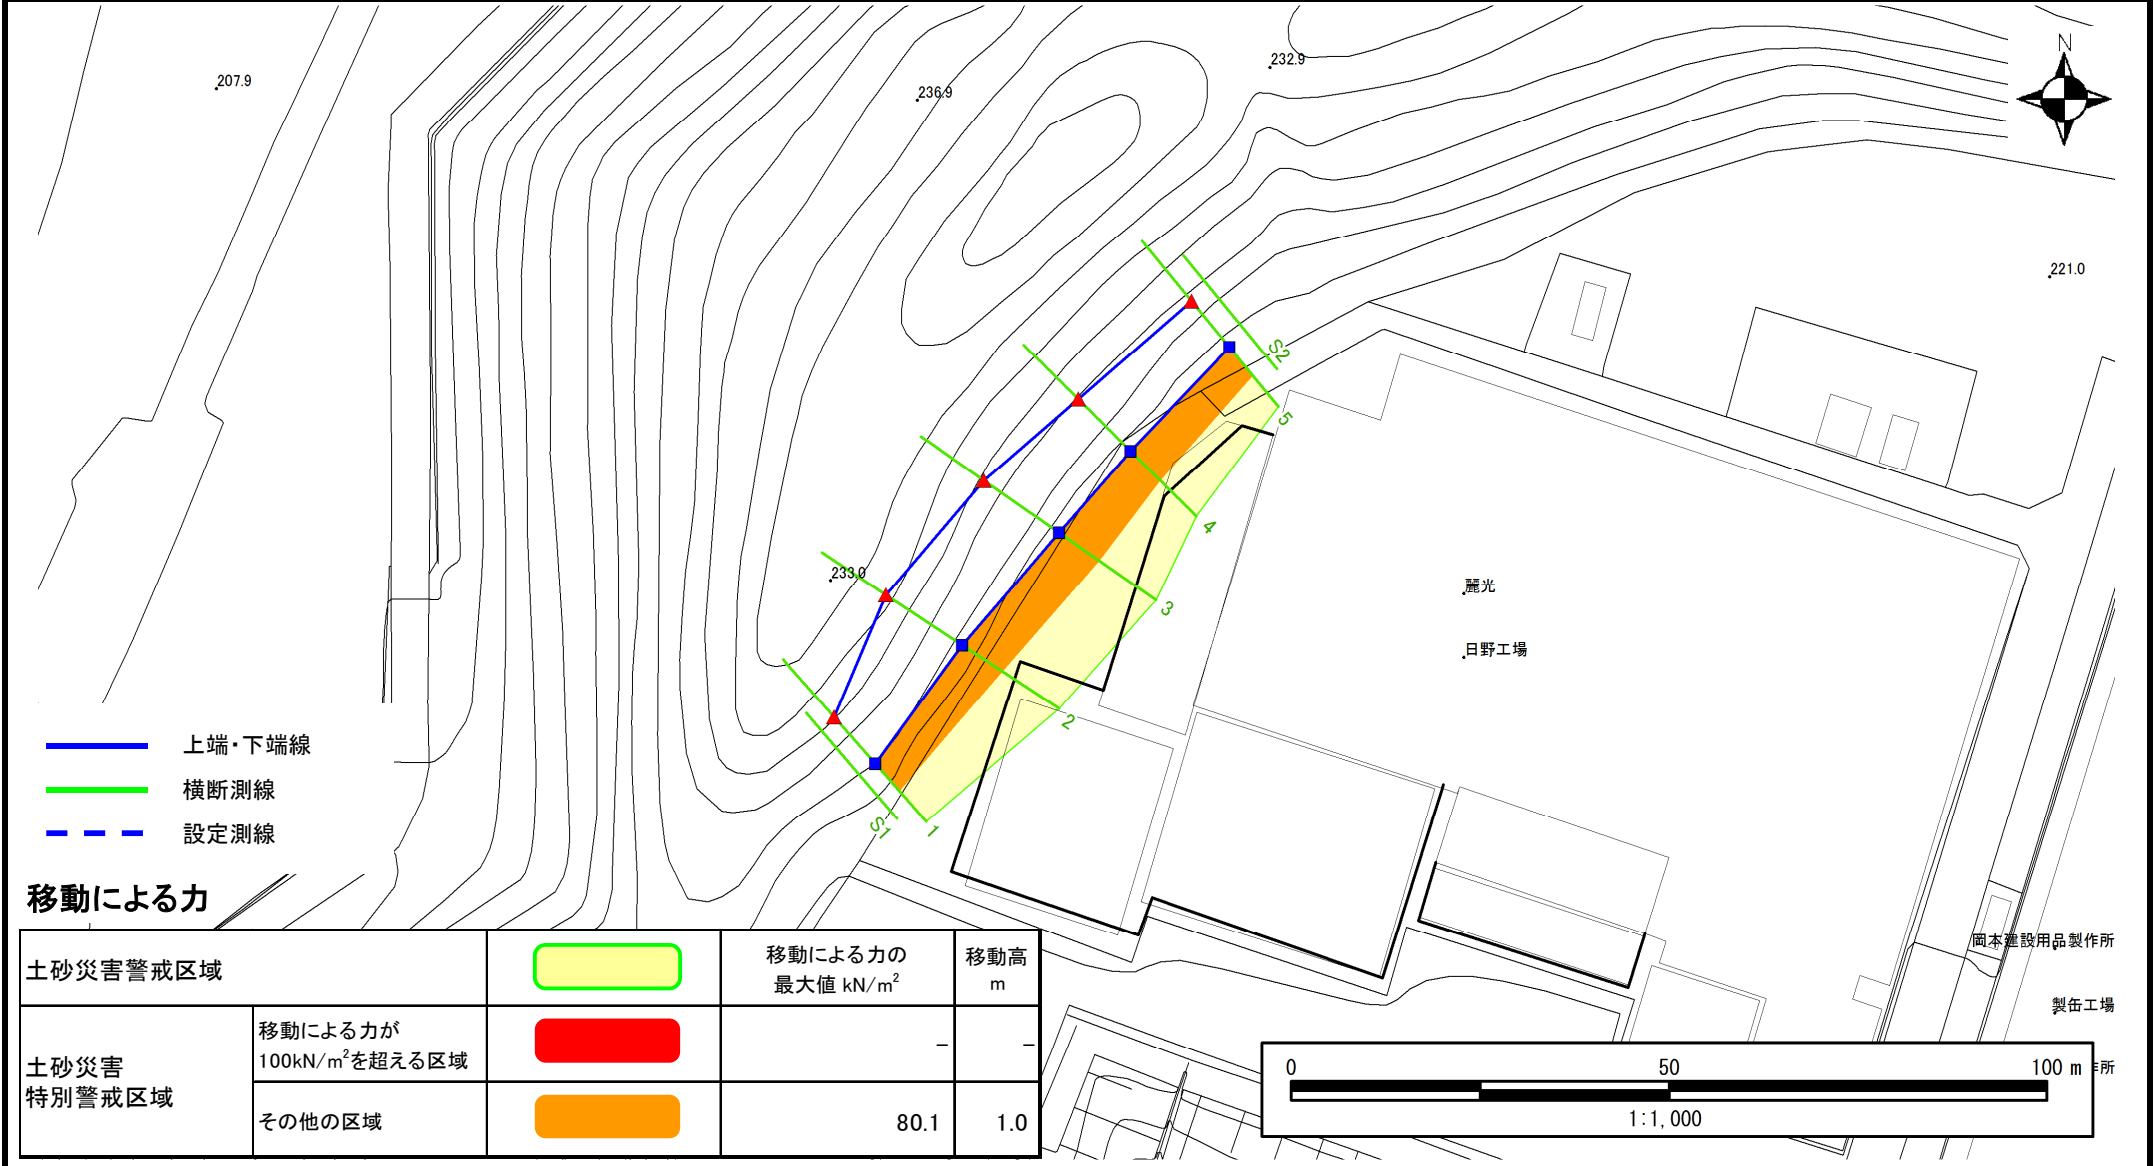 N
207.9
236.9
232.9
221.0
233.0
S2
5
4
3
2
1
S1
麗光
日野工場
上端・下端線
横断測線
設定測線
移動による力
土砂災害警戒区域
移動による力の
最大値 kN/m²
移動高
m
土砂災害
特別警戒区域
移動による力が
100kN/m²を超える区域
－
－
その他の区域
80.1
1.0
岡本建設用品製作所
製缶工場
所
0
50
100 m
1:1,000